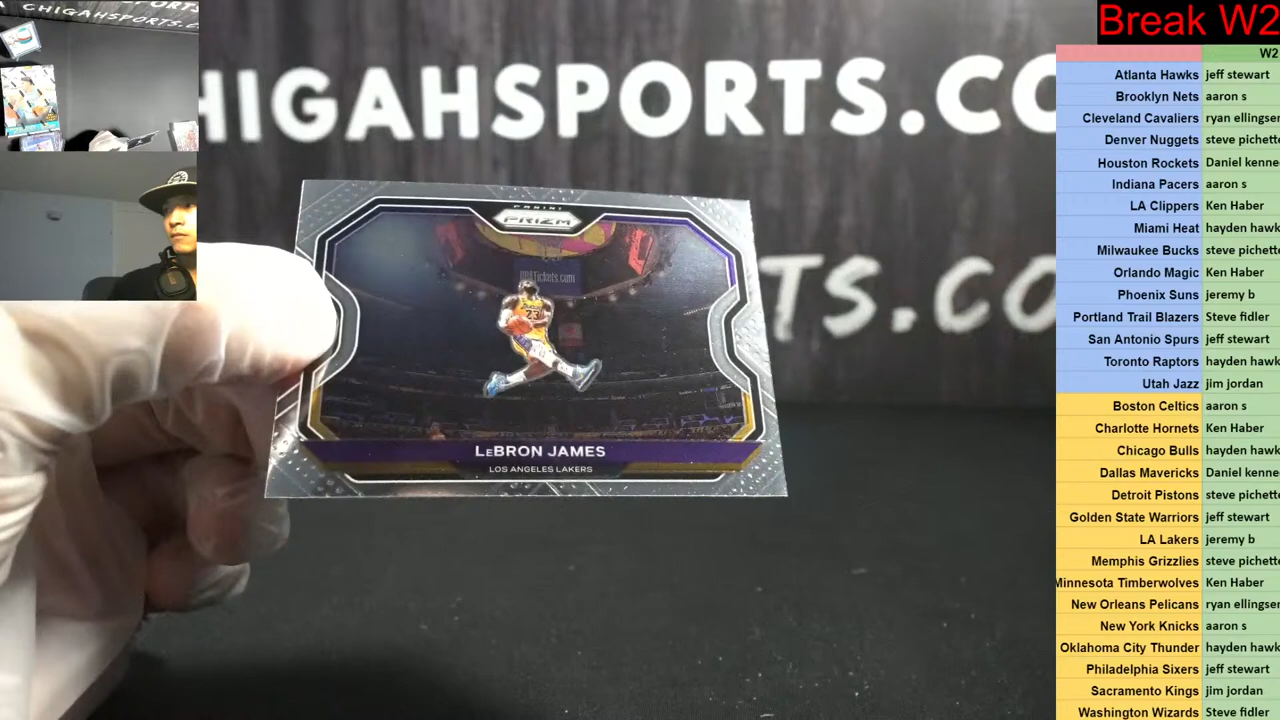 Break W2
W2
Atlanta Hawks jeff stewart
Brooklyn Nets aaron s
Cleveland Cavaliers ryan ellingsen
Denver Nuggets steve pichette
Houston Rockets Daniel kenne
Indiana Pacers aaron s
LA Clippers Ken Haber
Miami Heat hayden hawk
Milwaukee Bucks steve pichette
Orlando Magic Ken Haber
Phoenix Suns jeremy b
Portland Trail Blazers Steve fidler
San Antonio Spurs jeff stewart
Toronto Raptors hayden hawk
Utah Jazz jim jordan
Boston Celtics aaron s
Charlotte Hornets Ken Haber
Chicago Bulls hayden hawk
Dallas Mavericks Daniel kenne
Detroit Pistons steve pichette
Golden State Warriors jeff stewart
LA Lakers jeremy b
Memphis Grizzlies steve pichette
Minnesota Timberwolves Ken Haber
New Orleans Pelicans ryan ellingsen
New York Knicks aaron s
Oklahoma City Thunder hayden hawk
Philadelphia Sixers jeff stewart
Sacramento Kings jim jordan
Washington Wizards Steve fidler
CHIGAHSPORTS.C
HIGAHSPORTS.CO
TS.CO
PANINI
PRIZM
NBATickets.com
23
LeBRON JAMES
LOS ANGELES LAKERS